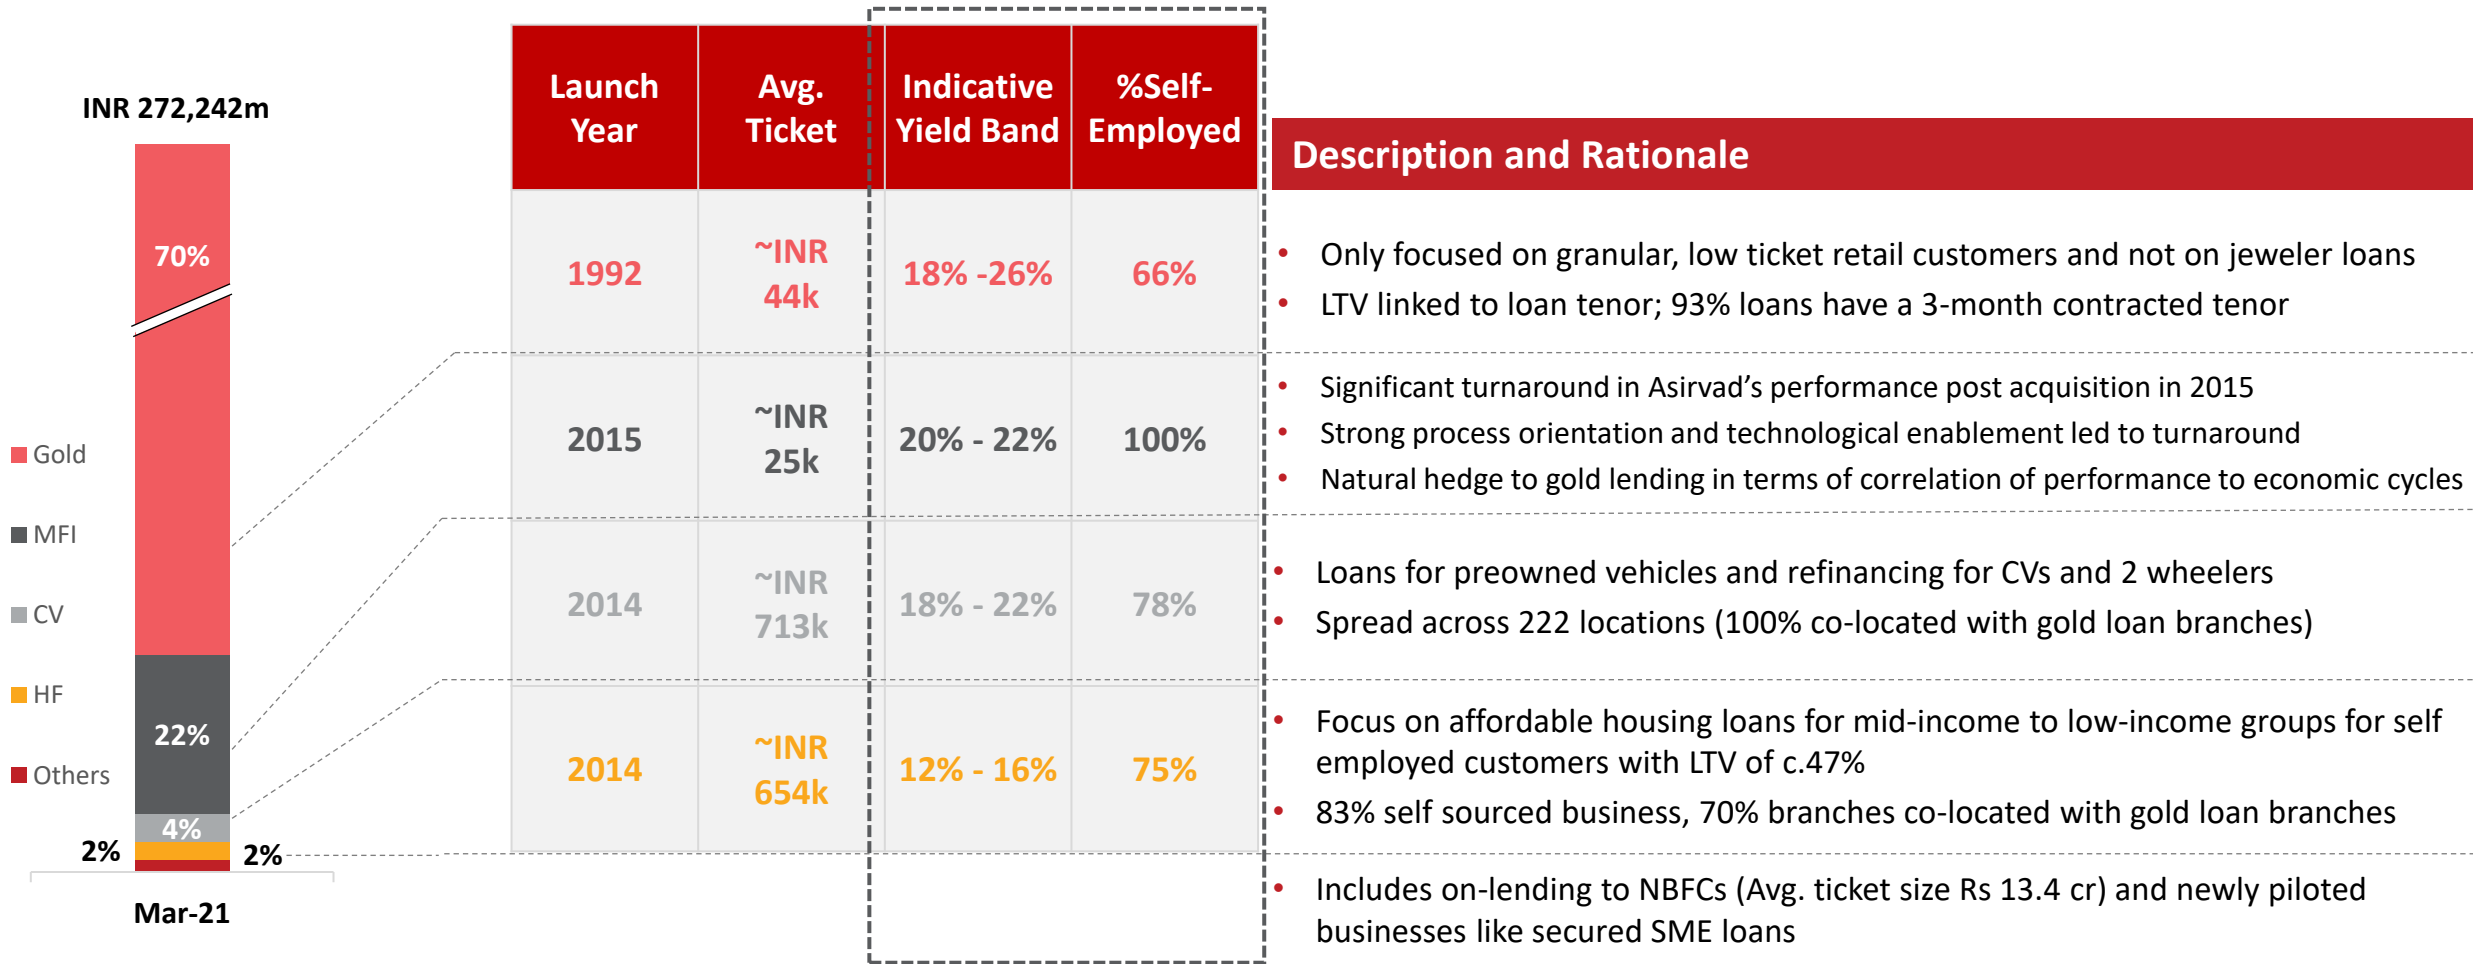 INR 272,242m
70%
22%
4%
2%
2%
Mar-21
Gold
MFI
CV
HF
Others
Launch
Year
Avg.
Ticket
Indicative
Yield Band
%Self-
Employed
1992
~INR
44k
18% -26%
66%
2015
~INR
25k
20% - 22%
100%
2014
~INR
713k
18% - 22%
78%
2014
~INR
654k
12% - 16%
75%
Description and Rationale
• Only focused on granular, low ticket retail customers and not on jeweler loans
• LTV linked to loan tenor; 93% loans have a 3-month contracted tenor
• Significant turnaround in Asirvad’s performance post acquisition in 2015
• Strong process orientation and technological enablement led to turnaround
• Natural hedge to gold lending in terms of correlation of performance to economic cycles
• Loans for preowned vehicles and refinancing for CVs and 2 wheelers
• Spread across 222 locations (100% co-located with gold loan branches)
• Focus on affordable housing loans for mid-income to low-income groups for self
employed customers with LTV of c.47%
• 83% self sourced business, 70% branches co-located with gold loan branches
• Includes on-lending to NBFCs (Avg. ticket size Rs 13.4 cr) and newly piloted
businesses like secured SME loans